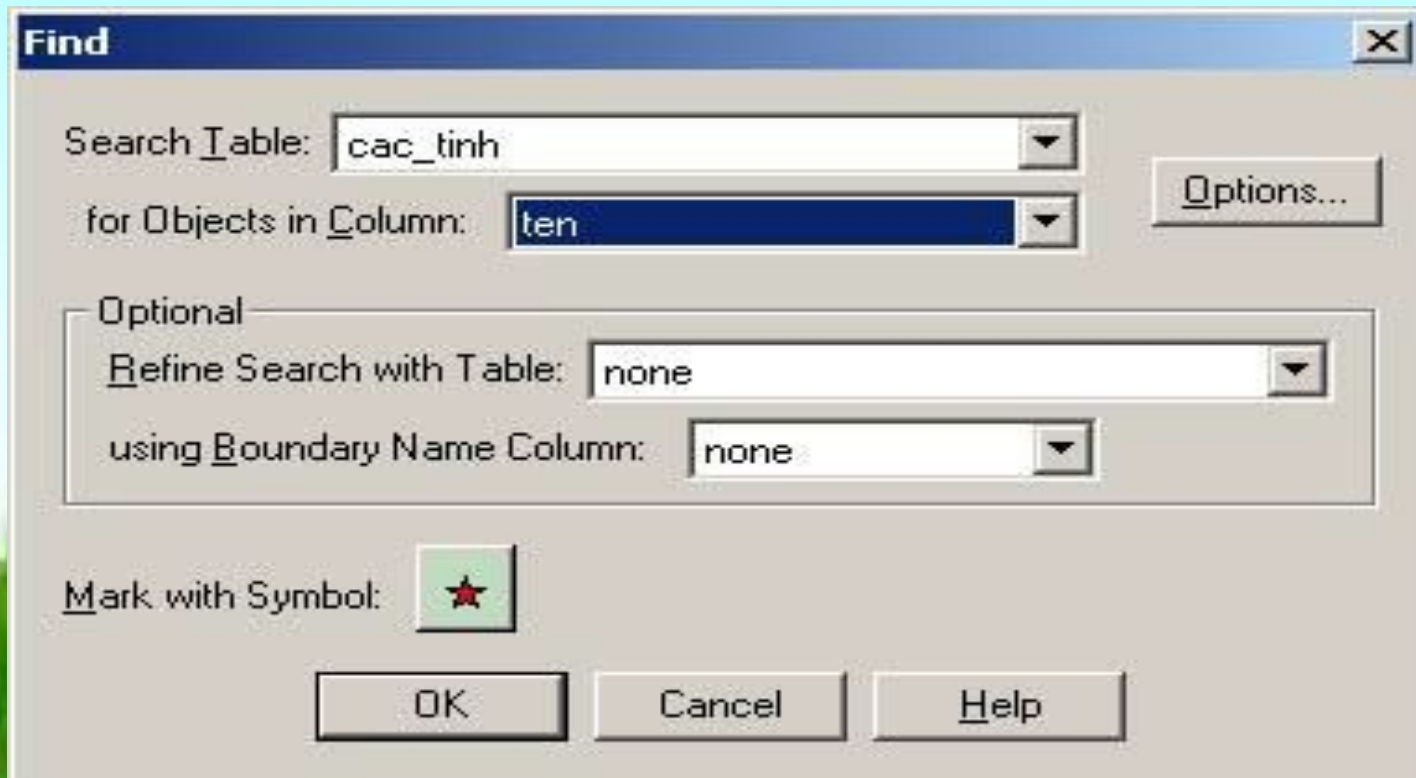 Find
Search Table: cac_tinh
Options...
for Objects in Column: ten
Optional
Refine Search with Table: none
using Boundary Name Column: none
Mark with Symbol:
OK Cancel Help